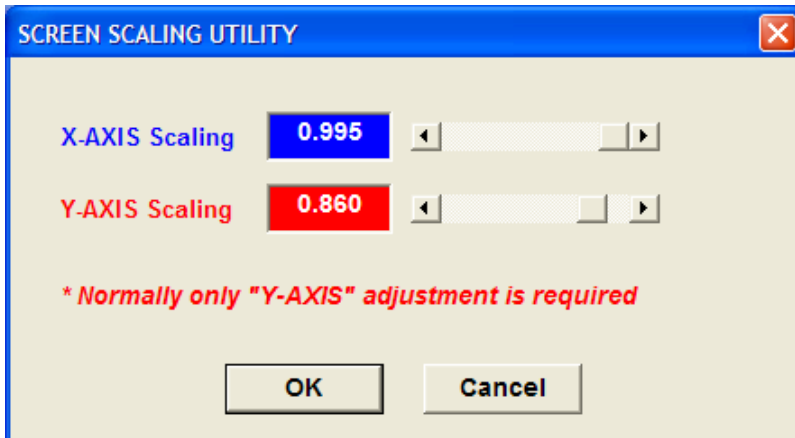 SCREEN SCALING UTILITY
X-AXIS Scaling 0.995
Y-AXIS Scaling 0.860
* Normally only "Y-AXIS" adjustment is required
OK Cancel